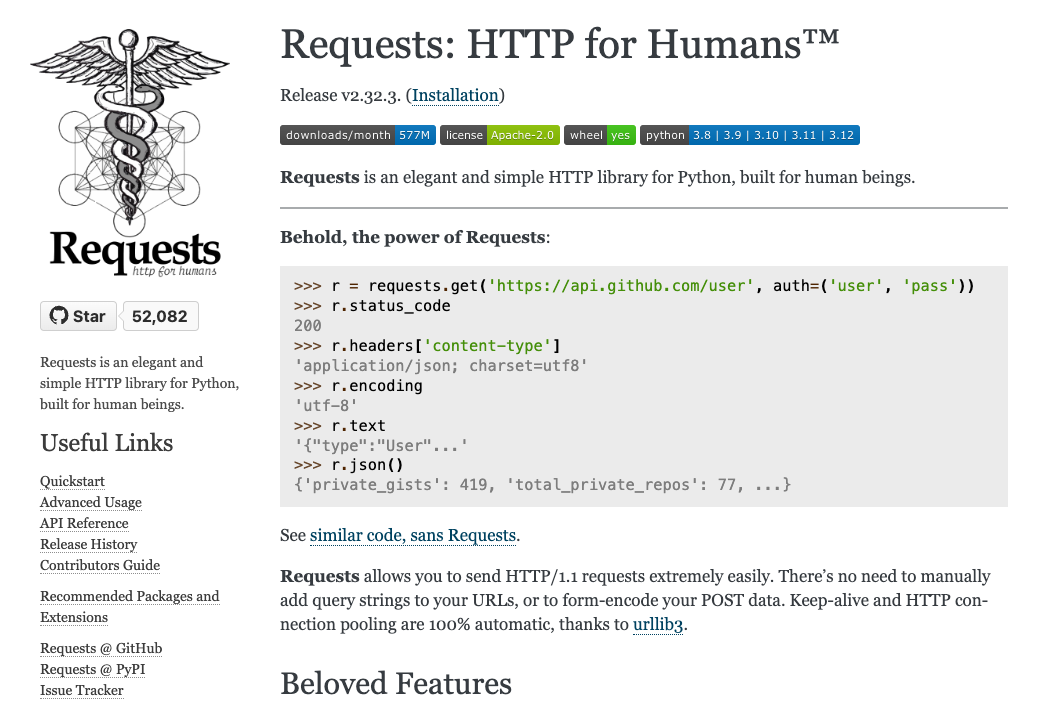 Requests
http for humans
Star
52,082
Requests is an elegant and
simple HTTP library for Python,
built for human beings.
Useful Links
Quickstart
Advanced Usage
API Reference
Release History
Contributors Guide
Recommended Packages and
Extensions
Requests @ GitHub
Requests @ PyPI
Issue Tracker
Requests: HTTP for Humans™
Release v2.32.3. (Installation)
downloads/month 577M license Apache-2.0 wheel yes python 3.8 | 3.9 | 3.10 | 3.11 | 3.12
Requests is an elegant and simple HTTP library for Python, built for human beings.
Behold, the power of Requests:
>>> r = requests.get('https://api.github.com/user', auth=('user', 'pass'))
>>> r.status_code
200
>>> r.headers['content-type']
'application/json; charset=utf8'
>>> r.encoding
'utf-8'
>>> r.text
'{"type":"User"...'
>>> r.json()
{'private_gists': 419, 'total_private_repos': 77, ...}
See similar code, sans Requests.
Requests allows you to send HTTP/1.1 requests extremely easily. There’s no need to manually
add query strings to your URLs, or to form-encode your POST data. Keep-alive and HTTP con-
nection pooling are 100% automatic, thanks to urllib3.
Beloved Features